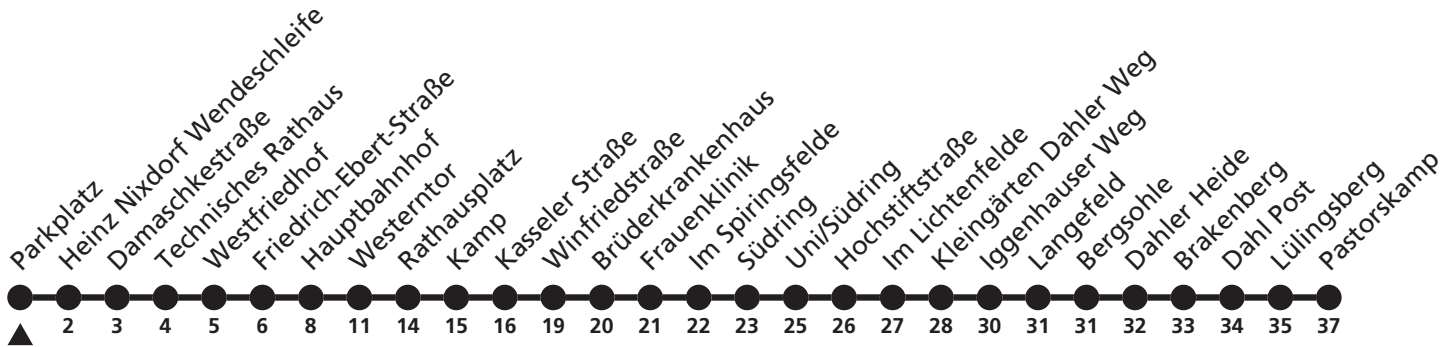 Parkplatz
Heinz Nixdorf Wendeschleife
Damaschkestraße
Technisches Rathaus
Westfriedhof
Friedrich-Ebert-Straße
Hauptbahnhof
Westerntor
Rathausplatz
Kamp
Kasseler Straße
Winfriedstraße
Brüderkrankenhaus
Frauenklinik
Im Spiringsfelde
Südring
Uni/Südring
Hochstiftstraße
Im Lichtenfelde
Kleingärten Dahler Weg
Iggenhauser Weg
Langefeld
Bergsohle
Dahler Heide
Brakenberg
Dahl Post
Lülingsberg
Pastorskamp
2 3 4 5 6 8 11 14 15 16 19 20 21 22 23 25 26 27 28 30 31 31 32 33 34 35 37